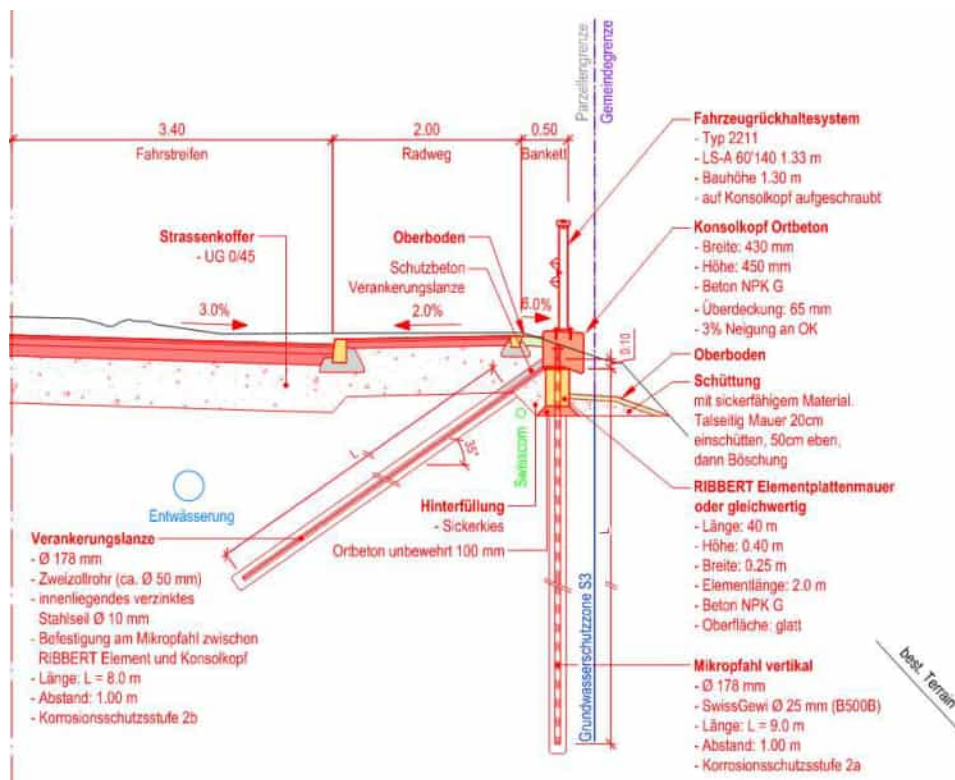 Parzellengrenze
Gemeindegrenze
3.40
2.00
0.50
Fahrstreifen
Radweg
Bankett
Fahrzeugrückhaltesystem
- Typ 2211
- LS-A 60'140 1.33 m
- Bauhöhe 1.30 m
- auf Konsolkopf aufgeschraubt
Strassenkoffer
- UG 0/45
Oberboden
Schutzbeton
Verankerungslanze
Konsolkopf Ortbeton
- Breite: 430 mm
- Höhe: 450 mm
- Beton NPK G
- Überdeckung: 65 mm
- 3% Neigung an OK
3.0%
2.0%
6.0%
0.10
Oberboden
Schüttung
mit sickerfähigem Material.
Talseitig Mauer 20cm
einschütten, 50cm eben,
dann Böschung
L
35°
Swisscom
Entwässerung
Hinterfüllung
- Sickerkies
Ortbeton unbewehrt 100 mm
L
RIBBERT Elementplattenmauer
oder gleichwertig
- Länge: 40 m
- Höhe: 0.40 m
- Breite: 0.25 m
- Elementlänge: 2.0 m
- Beton NPK G
- Oberfläche: glatt
Verankerungslanze
- Ø 178 mm
- Zweizollrohr (ca. Ø 50 mm)
- innenliegendes verzinktes
Stahlseil Ø 10 mm
- Befestigung am Mikropfahl zwischen
RIBBERT Element und Konsolkopf
- Länge: L = 8.0 m
- Abstand: 1.00 m
- Korrosionsschutzstufe 2b
Grundwasserschutzzone S3
best. Terrain
Mikropfahl vertikal
- Ø 178 mm
- SwissGewi Ø 25 mm (B500B)
- Länge: L = 9.0 m
- Abstand: 1.00 m
- Korrosionsschutzstufe 2a